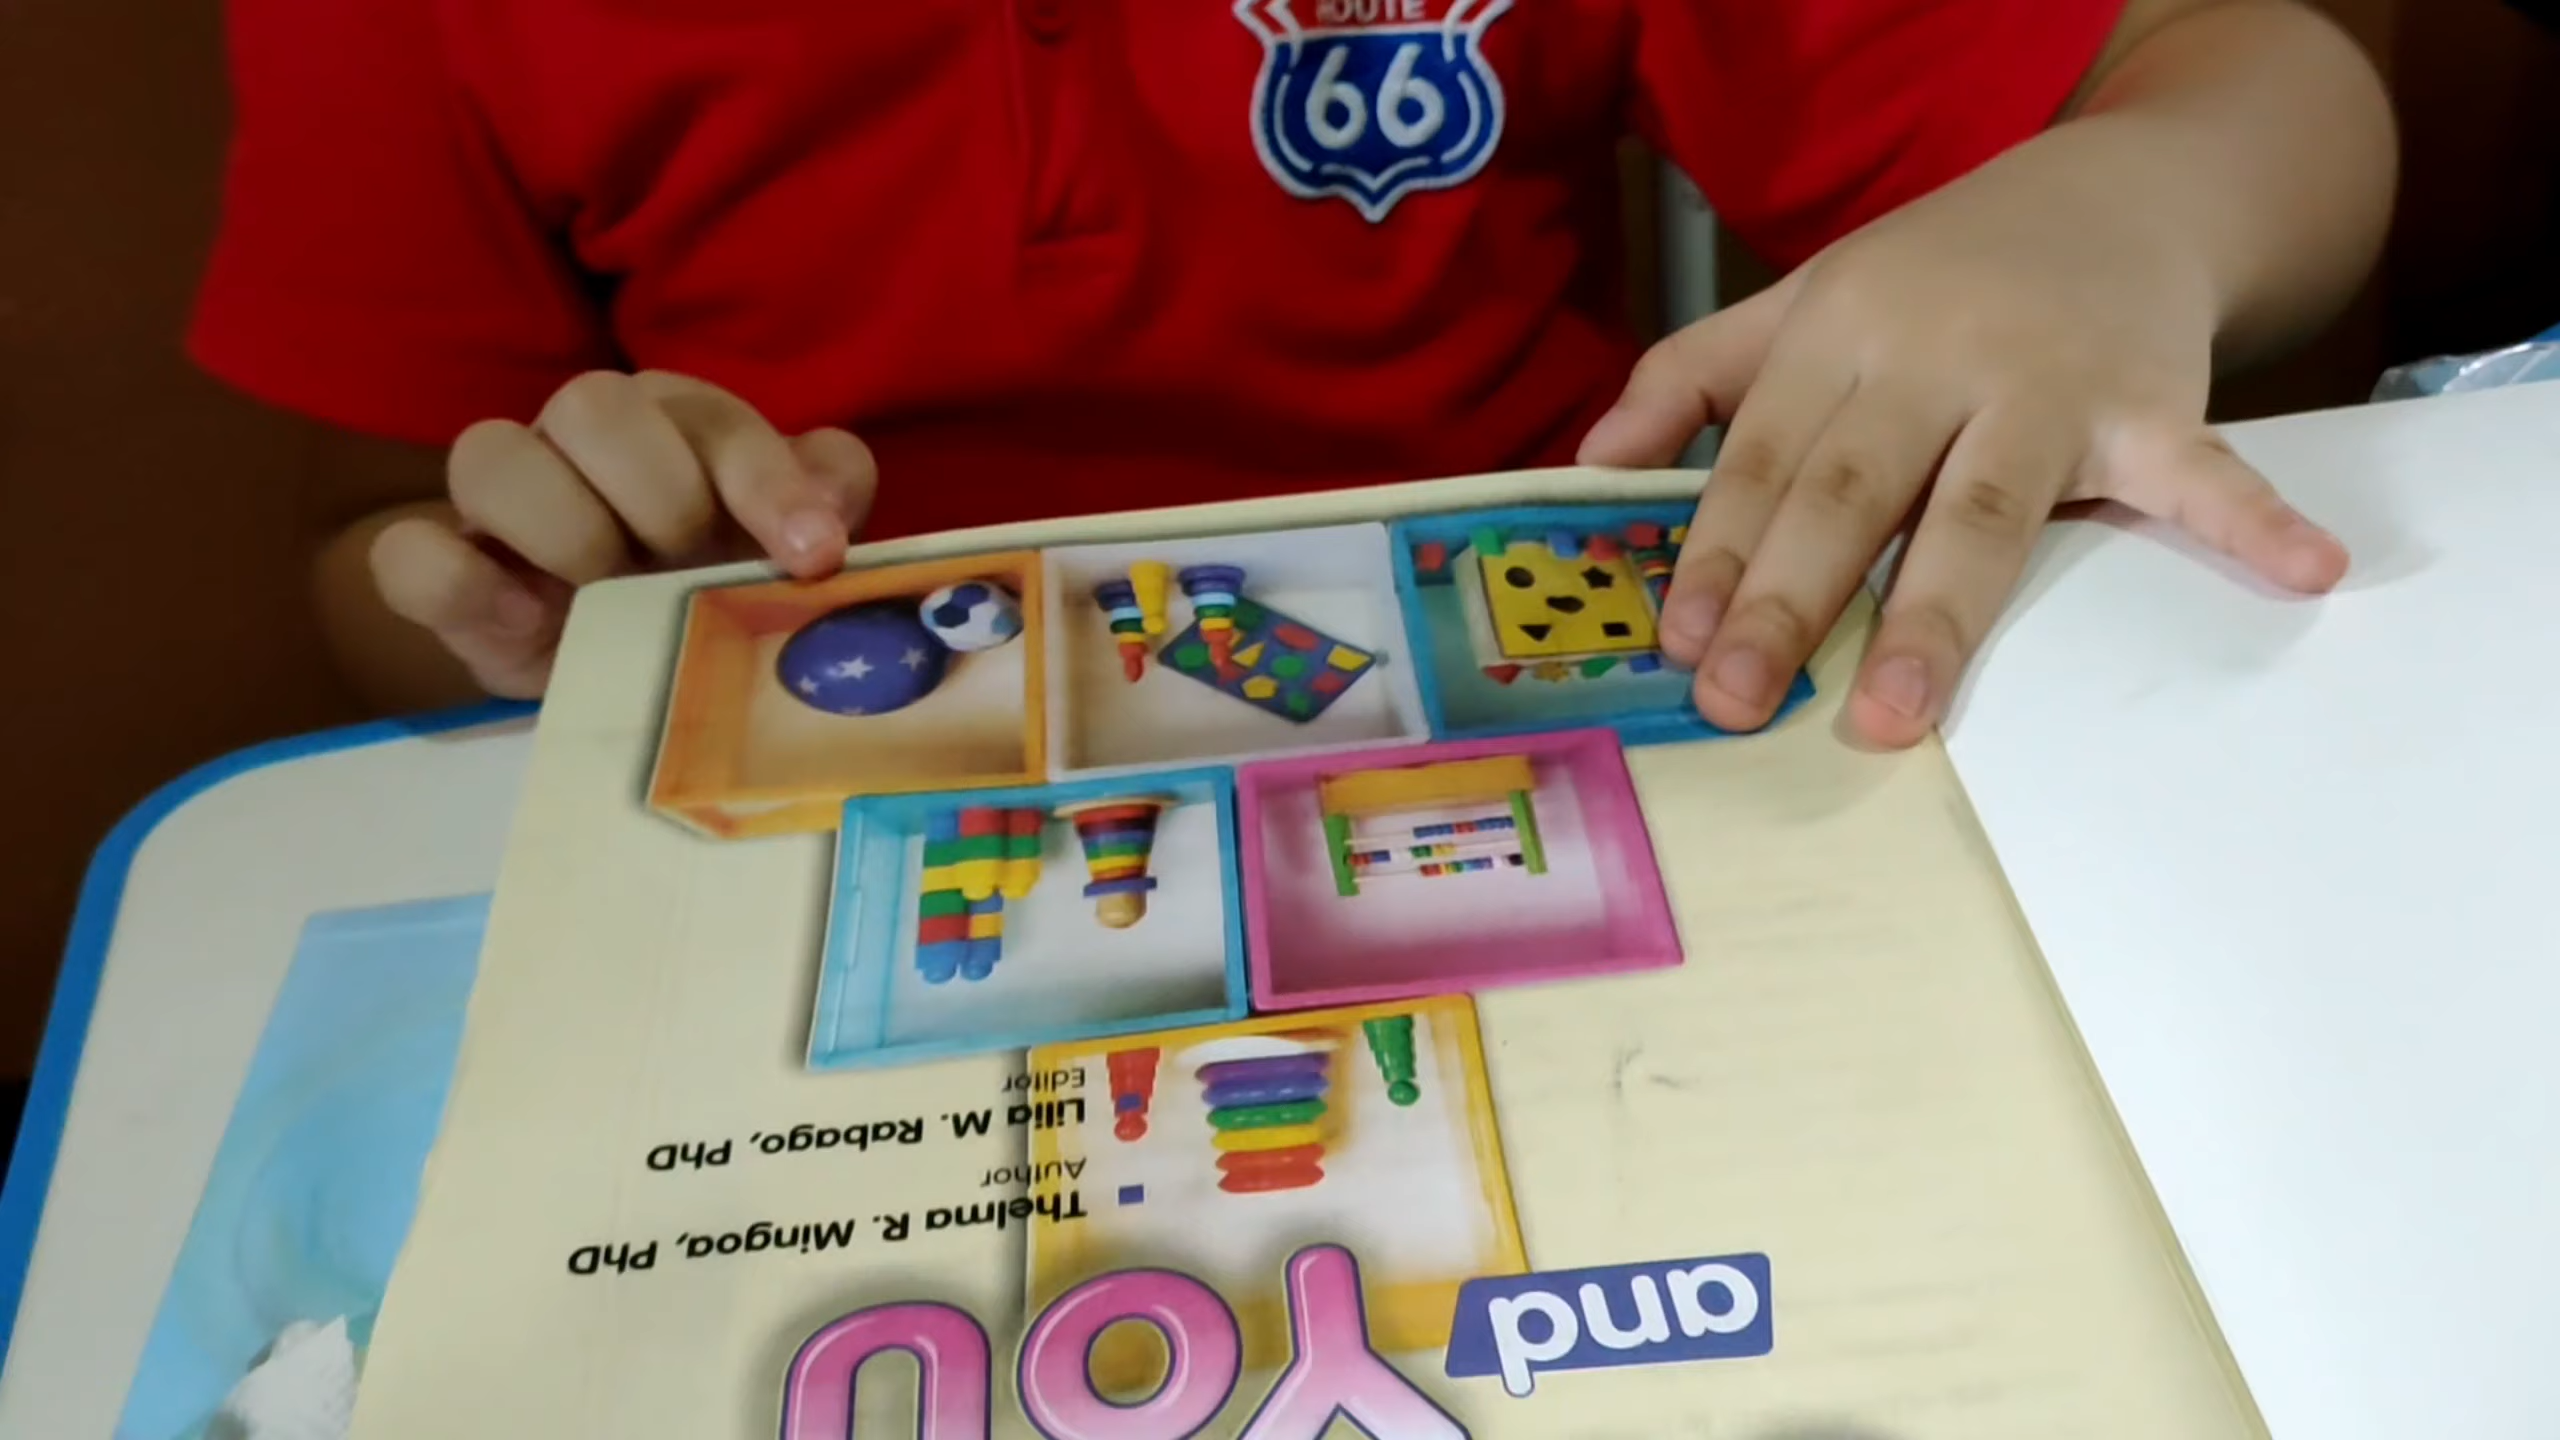 ROUTE
66
and
YOU
Thelma R. Mingoa, PhD
Author
Lilia M. Rabago, PhD
Editor